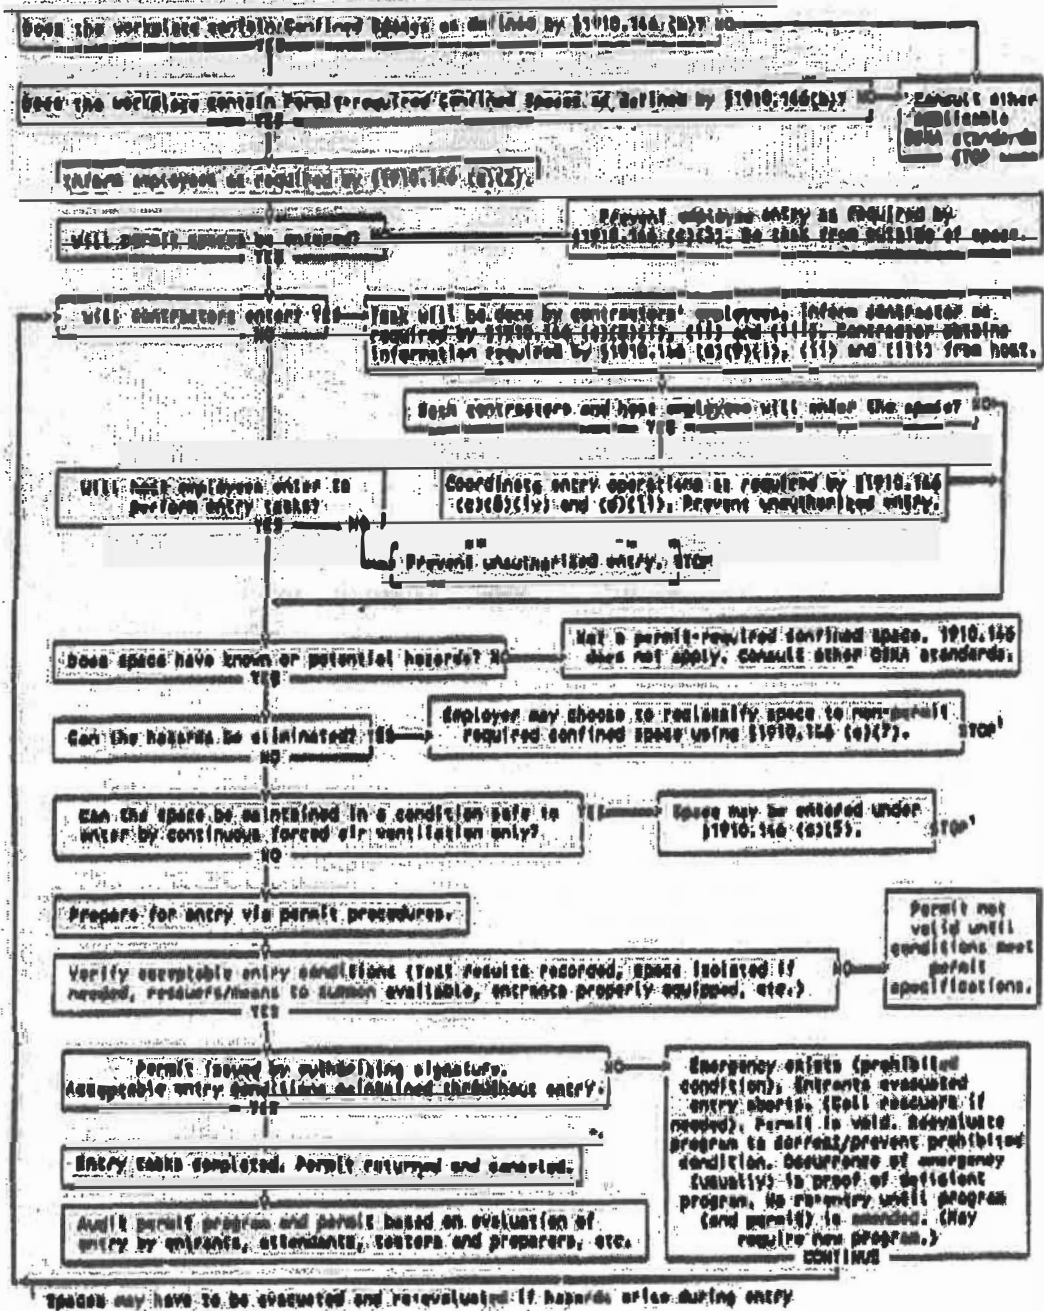 Does the workplace contain Confined Spaces as defined by §1910.146 (b)? NO
YES
Does the workplace contain Permit-required Confined Spaces as defined by §1910.146(b)? NO
YES
Consult other
applicable
OSHA standards
STOP
Inform employees as required by §1910.146 (c)(2).
Will permit spaces be entered? NO
YES
Prevent employee entry as required by
§1910.146 (c)(3). Do task from outside of space.
Will contractors enter? YES
NO
Task will be done by contractors' employees. Inform contractor as
required by §1910.146 (c)(8)(i), (ii) and (iii). Contractor obtains
information required by §1910.146 (c)(9)(i), (ii) and (iii) from host.
Both contractors and host employees will enter the space? NO
YES
Will host employees enter to
perform entry tasks?
YES NO
Coordinate entry operations as required by §1910.146
(c)(8)(iv) and (d)(11). Prevent unauthorized entry.
Prevent unauthorized entry. STOP
Does space have known or potential hazards? NO
YES
Not a permit-required confined space. 1910.146
does not apply. Consult other OSHA standards.
Can the hazards be eliminated? YES
NO
Employer may choose to reclassify space to non-permit
required confined space using §1910.146 (c)(7). STOP¹
Can the space be maintained in a condition safe to
enter by continuous forced air ventilation only? YES
NO
Space may be entered under
§1910.146 (c)(5). STOP¹
Prepare for entry via permit procedures.
Verify acceptable entry conditions (Test results recorded, space isolated if
needed, rescuers/means to summon available, entrants properly equipped, etc.) NO
YES
Permit not
valid until
conditions meet
permit
specifications.
Permit issued by authorizing signature.
Acceptable entry conditions maintained throughout entry. NO
YES
Emergency exists (prohibited
condition). Entrants evacuated
entry aborts. (Call rescuers if
needed). Permit is void. Reevaluate
program to correct/prevent prohibited
condition. Occurrence of emergency
(usually) is proof of deficient
program. No re-entry until program
(and permit) is amended. (May
require new program.)
CONTINUE
Entry tasks completed. Permit returned and canceled.
Audit permit program and permit based on evaluation of
entry by entrants, attendants, testers and preparers, etc.
¹ Spaces may have to be evacuated and re-evaluated if hazards arise during entry